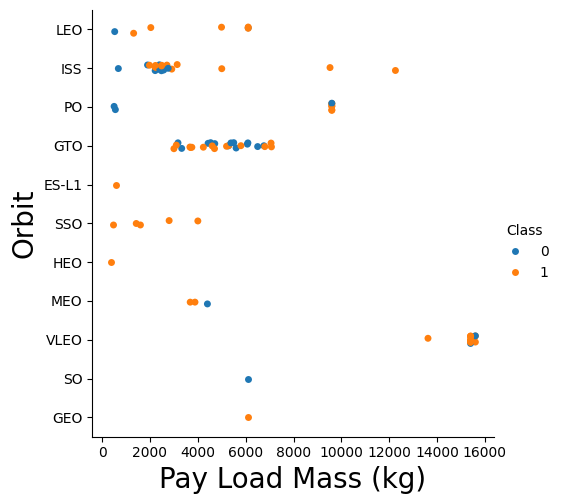 LEO
ISS
PO
GTO
ES-L1
SSO
HEO
MEO
VLEO
SO
GEO
Orbit
0 2000 4000 6000 8000 10000 12000 14000 16000
Pay Load Mass (kg)
Class
0
1